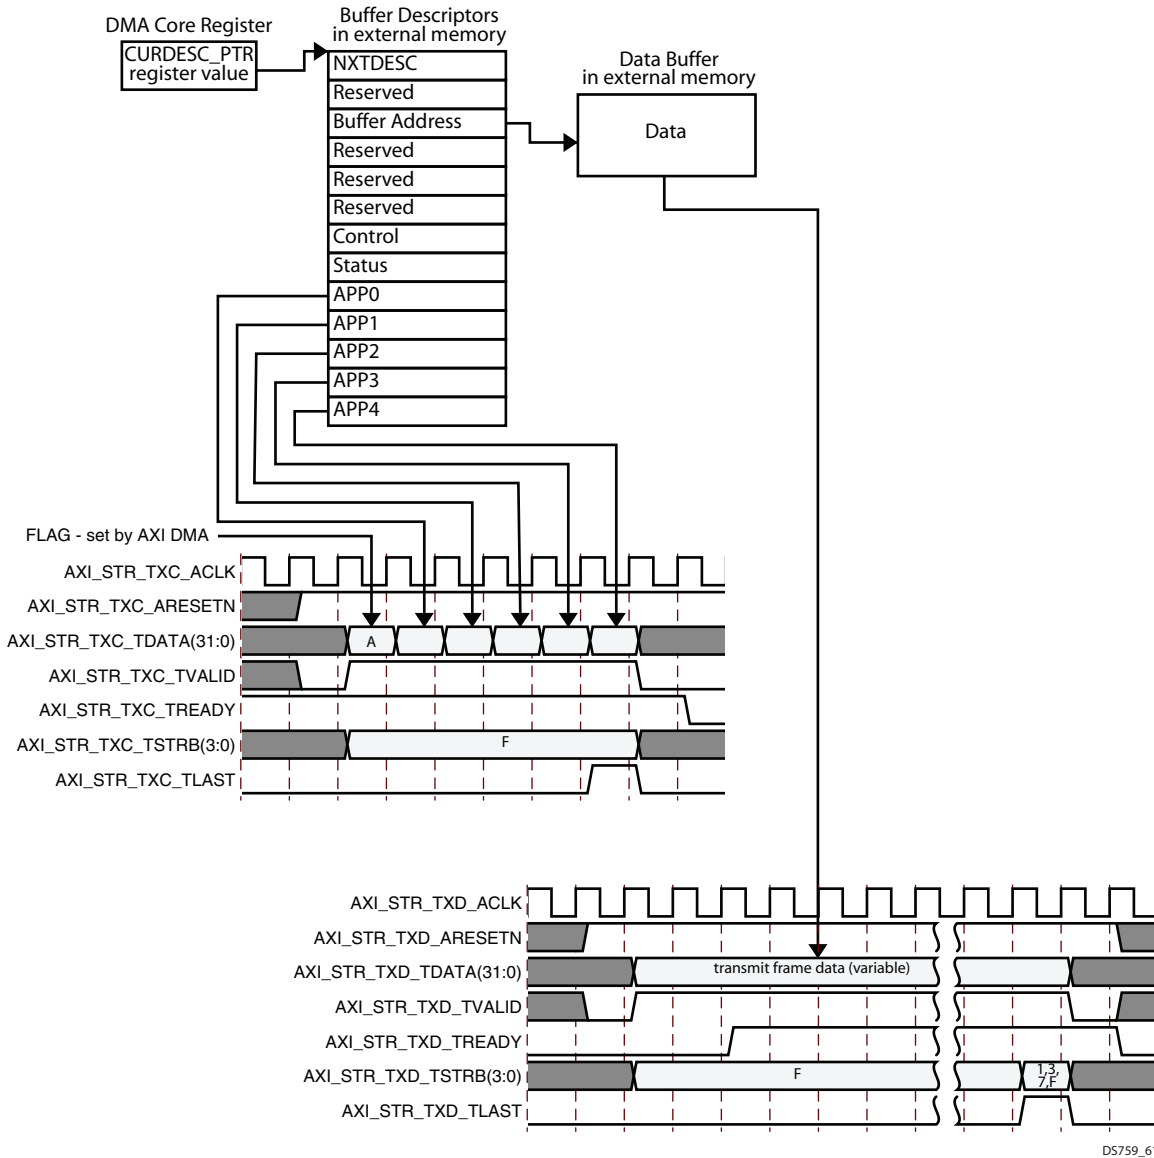 DMA Core Register
CURDESC_PTR
register value
Buffer Descriptors
in external memory
NXTDESC
Reserved
Buffer Address
Reserved
Reserved
Reserved
Control
Status
APP0
APP1
APP2
APP3
APP4
Data Buffer
in external memory
Data
FLAG - set by AXI DMA
AXI_STR_TXC_ACLK
AXI_STR_TXC_ARESETN
AXI_STR_TXC_TDATA(31:0)
A
AXI_STR_TXC_TVALID
AXI_STR_TXC_TREADY
AXI_STR_TXC_TSTRB(3:0)
F
AXI_STR_TXC_TLAST
AXI_STR_TXD_ACLK
AXI_STR_TXD_ARESETN
AXI_STR_TXD_TDATA(31:0)
transmit frame data (variable)
AXI_STR_TXD_TVALID
AXI_STR_TXD_TREADY
AXI_STR_TXD_TSTRB(3:0)
F
1,3,
7,F
AXI_STR_TXD_TLAST
DS759_61